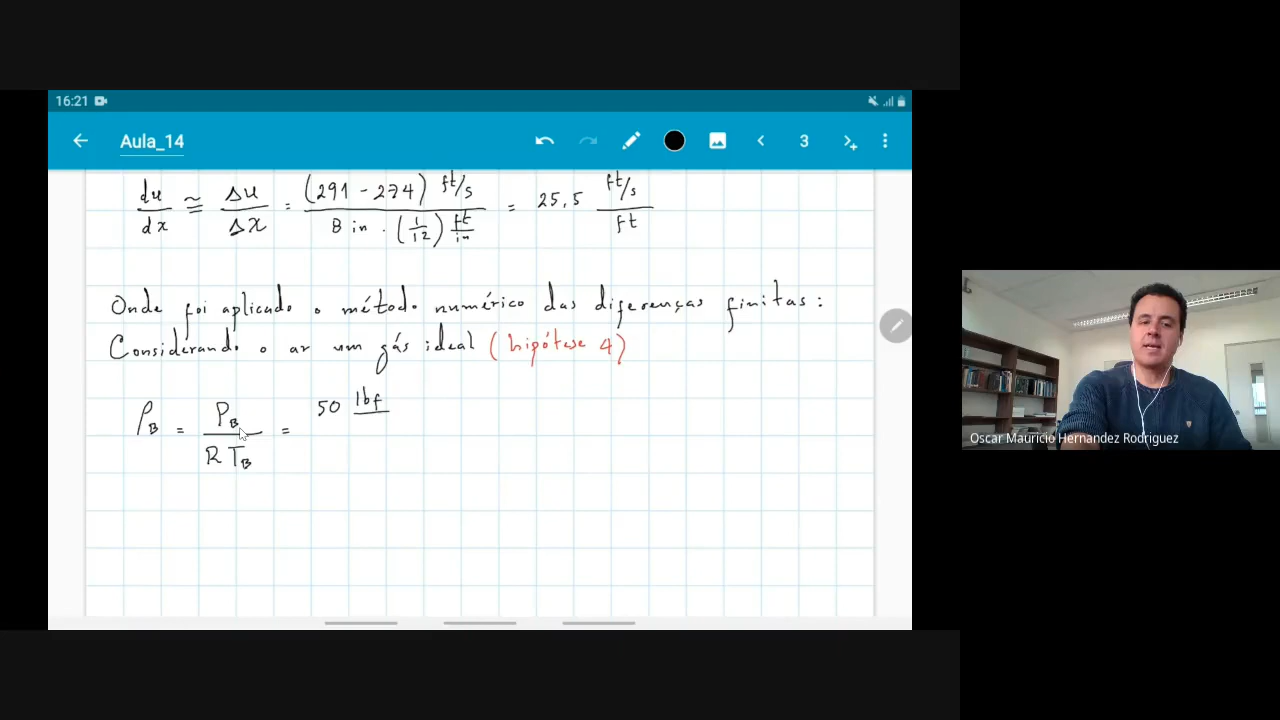 16:21
Aula_14
3
du/dx ≅ Δu/Δx = (291 - 274) ft/s / 8 in . (1/12) ft/in = 25,5 ft/s / ft
Onde foi aplicado o método numérico das diferenças finitas:
Considerando o ar um gás ideal (hipótese 4)
ρB = PB / R TB = 50 lbf
Oscar Mauricio Hernandez Rodriguez